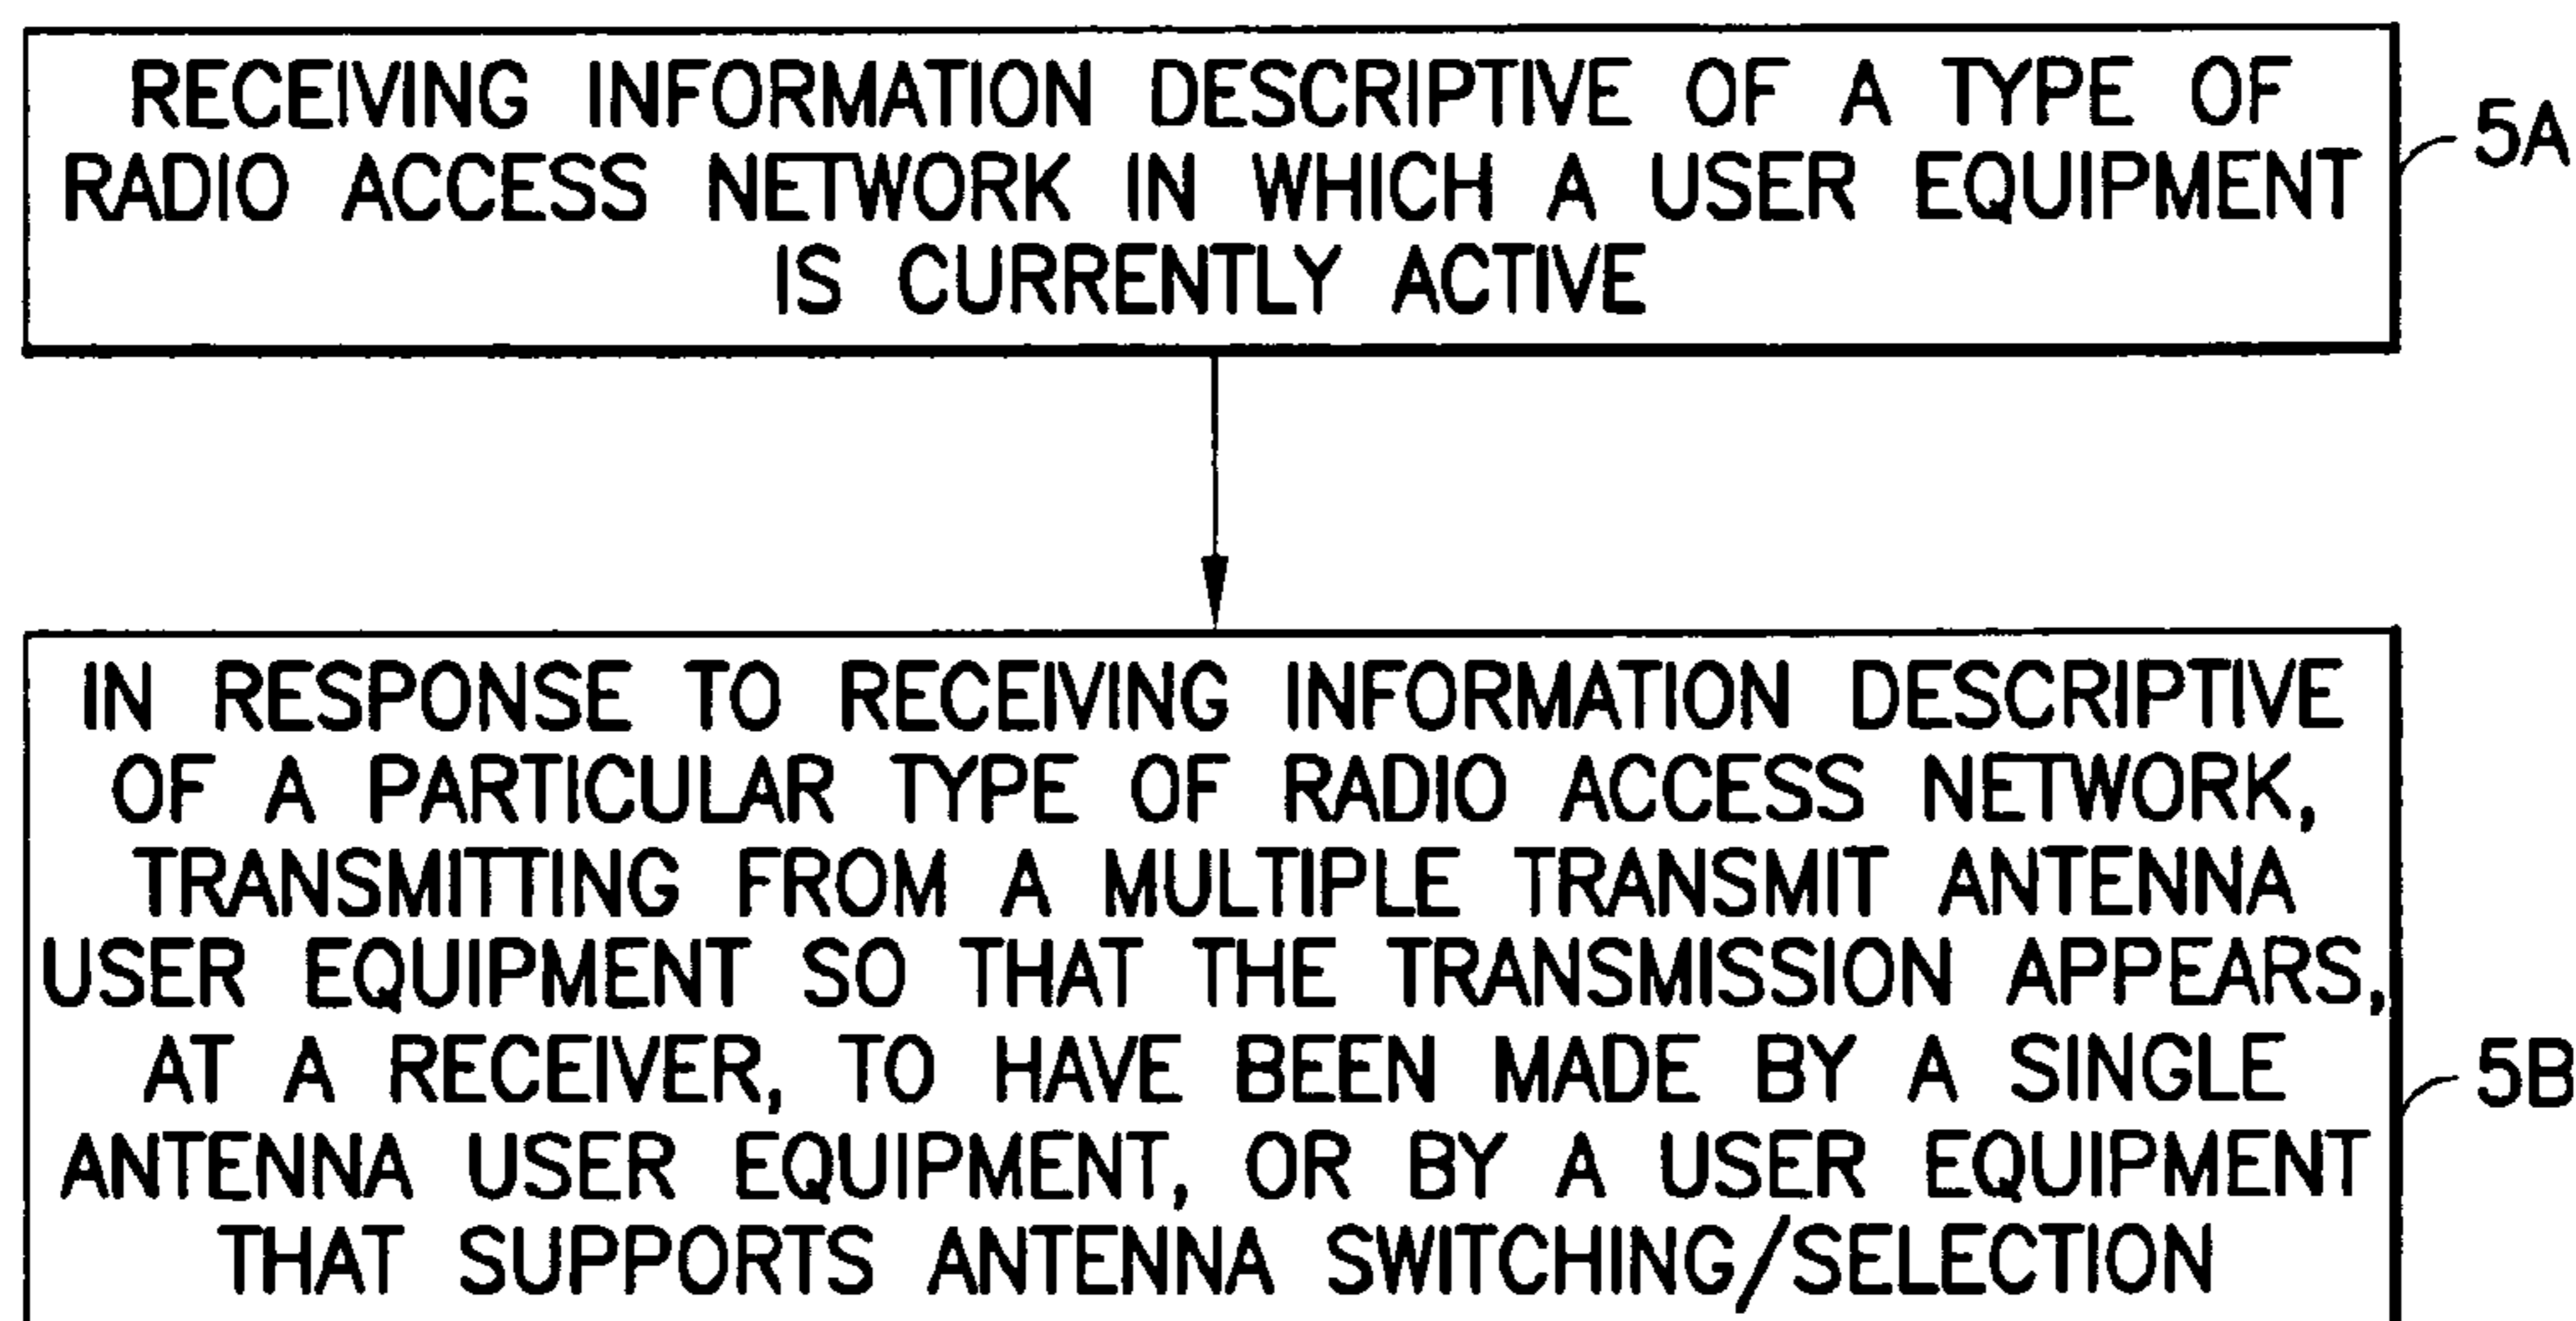 RECEIVING INFORMATION DESCRIPTIVE OF A TYPE OF
RADIO ACCESS NETWORK IN WHICH A USER EQUIPMENT
IS CURRENTLY ACTIVE
5A
IN RESPONSE TO RECEIVING INFORMATION DESCRIPTIVE
OF A PARTICULAR TYPE OF RADIO ACCESS NETWORK,
TRANSMITTING FROM A MULTIPLE TRANSMIT ANTENNA
USER EQUIPMENT SO THAT THE TRANSMISSION APPEARS,
AT A RECEIVER, TO HAVE BEEN MADE BY A SINGLE
ANTENNA USER EQUIPMENT, OR BY A USER EQUIPMENT
THAT SUPPORTS ANTENNA SWITCHING/SELECTION
5B